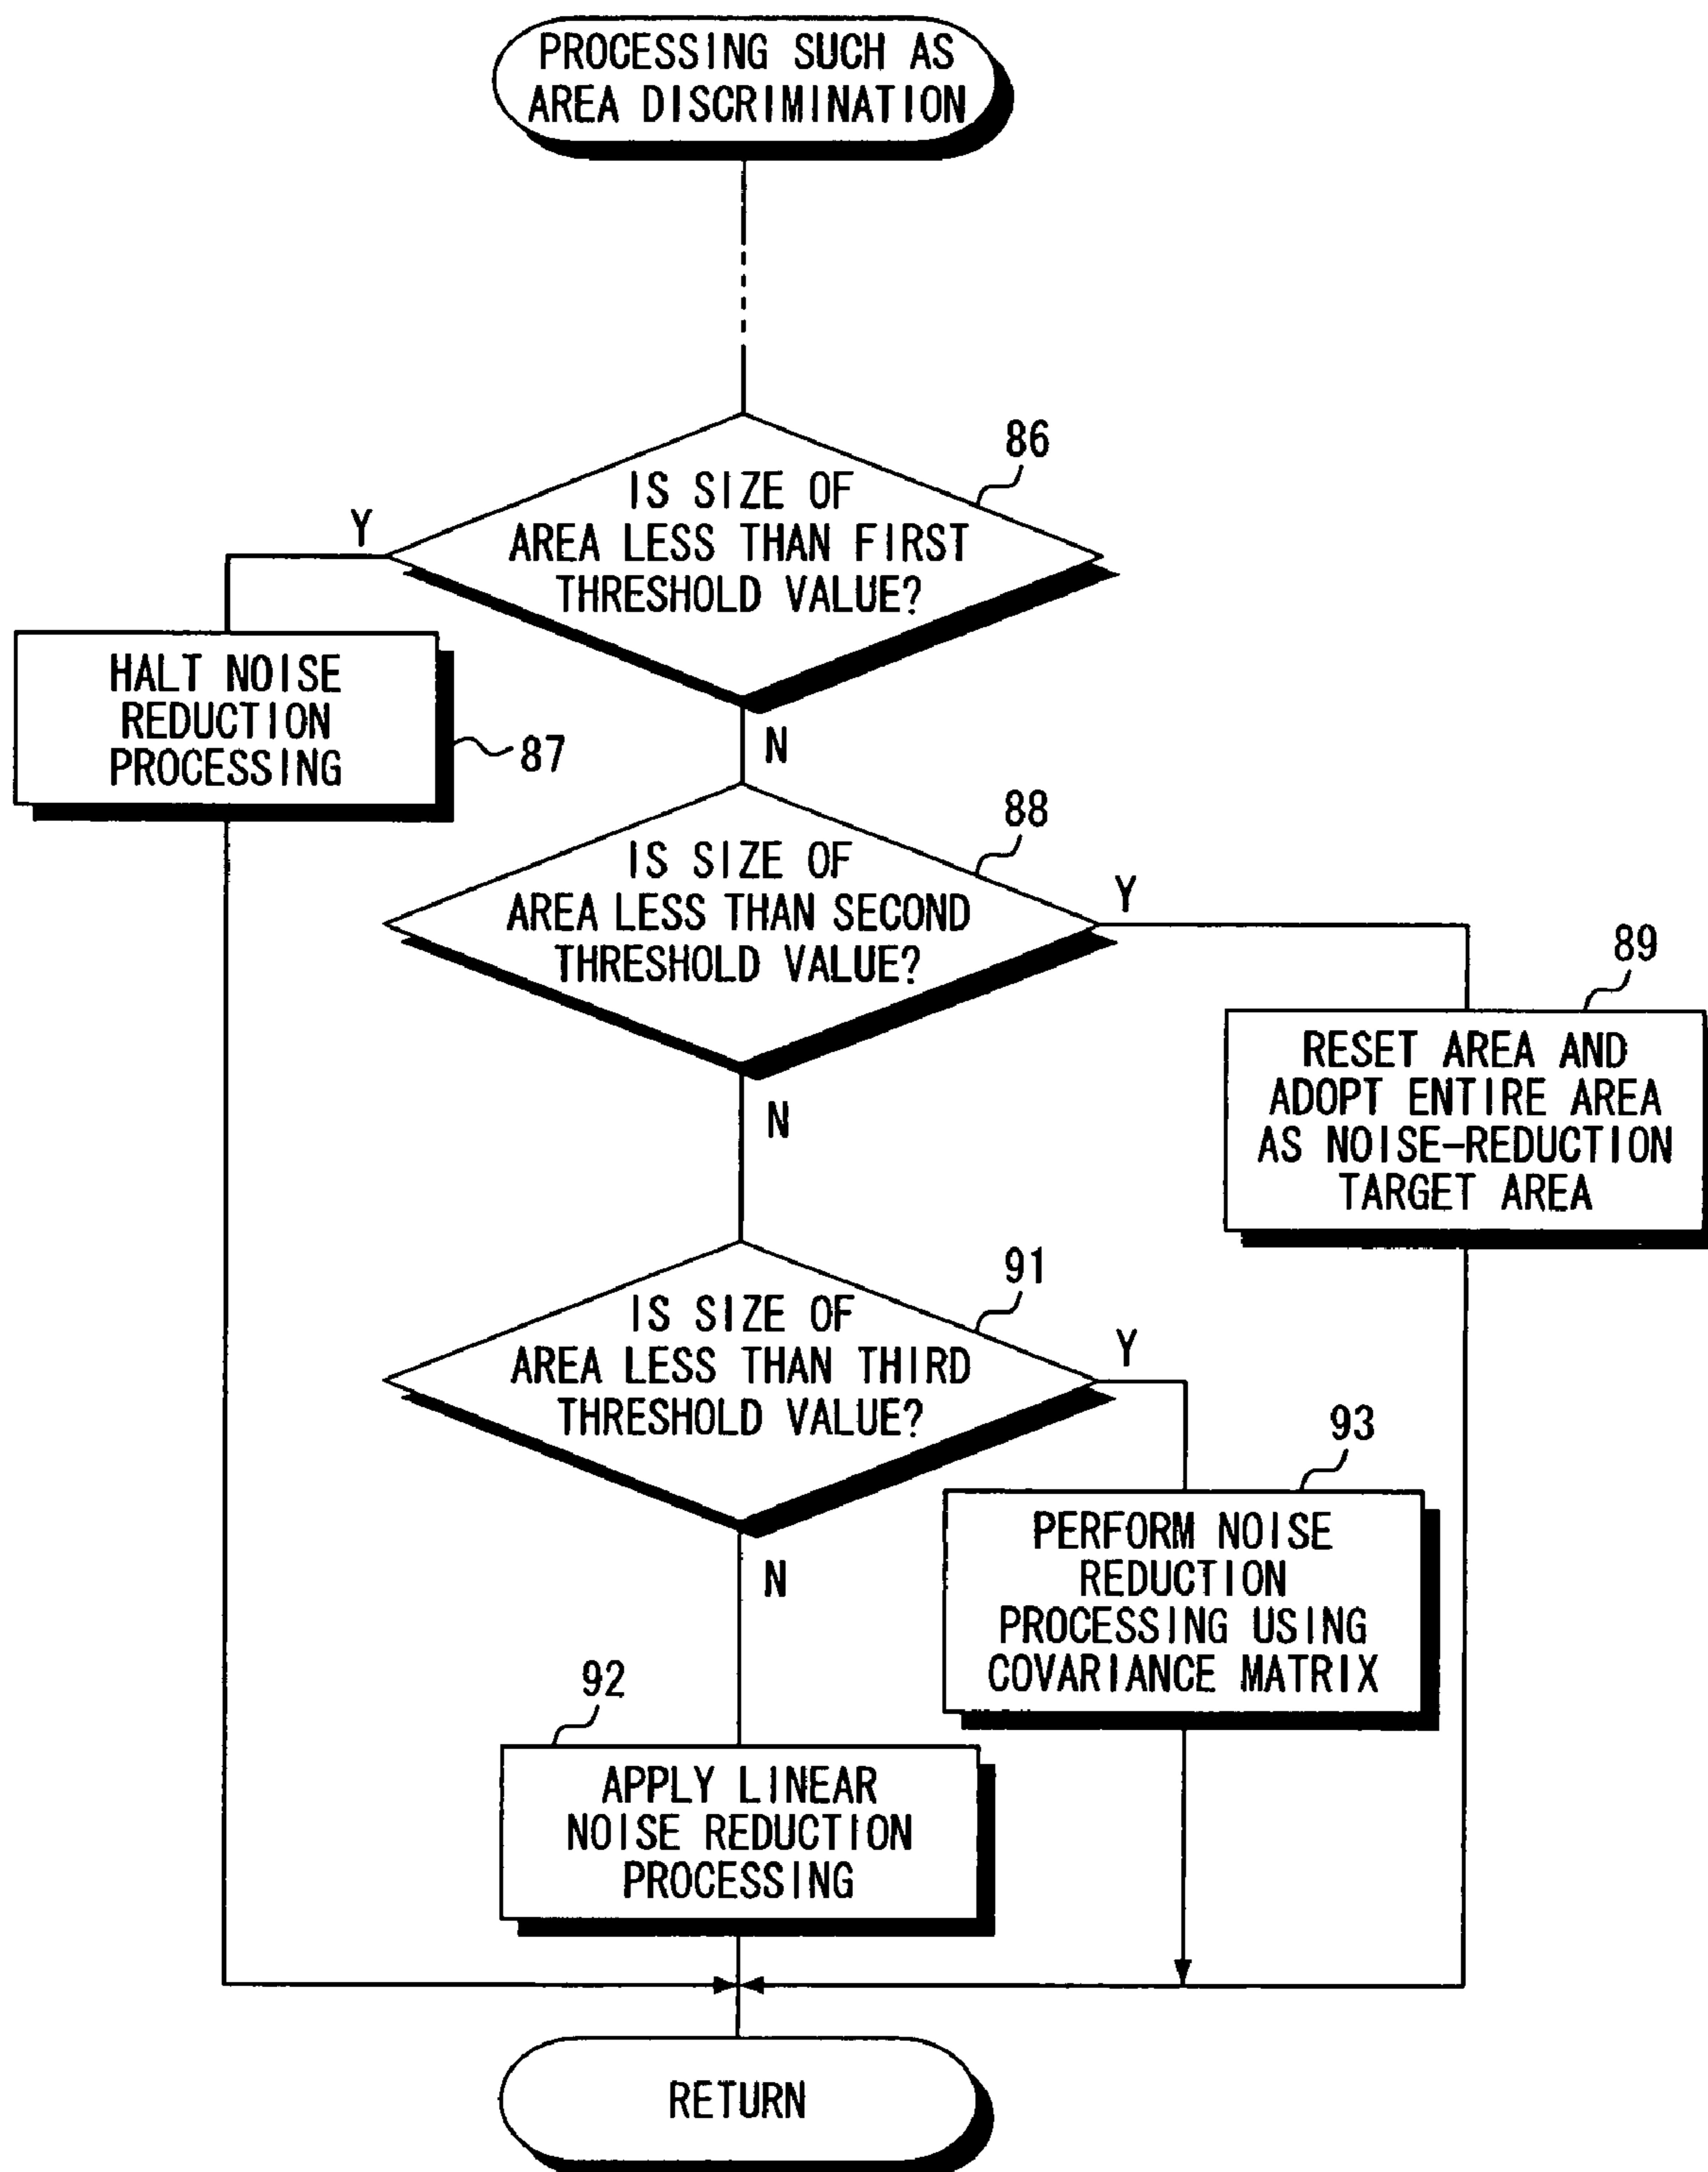 PROCESSING SUCH AS
AREA DISCRIMINATION
86
IS SIZE OF
AREA LESS THAN FIRST
THRESHOLD VALUE?
Y
N
HALT NOISE
REDUCTION
PROCESSING
87
88
IS SIZE OF
AREA LESS THAN SECOND
THRESHOLD VALUE?
Y
N
89
RESET AREA AND
ADOPT ENTIRE AREA
AS NOISE-REDUCTION
TARGET AREA
91
IS SIZE OF
AREA LESS THAN THIRD
THRESHOLD VALUE?
Y
N
93
PERFORM NOISE
REDUCTION
PROCESSING USING
COVARIANCE MATRIX
92
APPLY LINEAR
NOISE REDUCTION
PROCESSING
RETURN